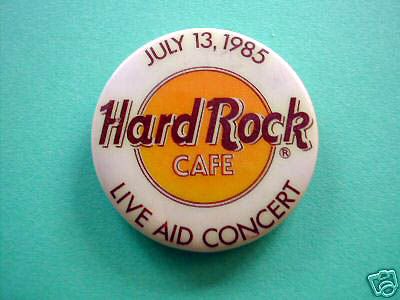 JULY 13, 1985
Hard Rock
®
CAFE
LIVE AID CONCERT